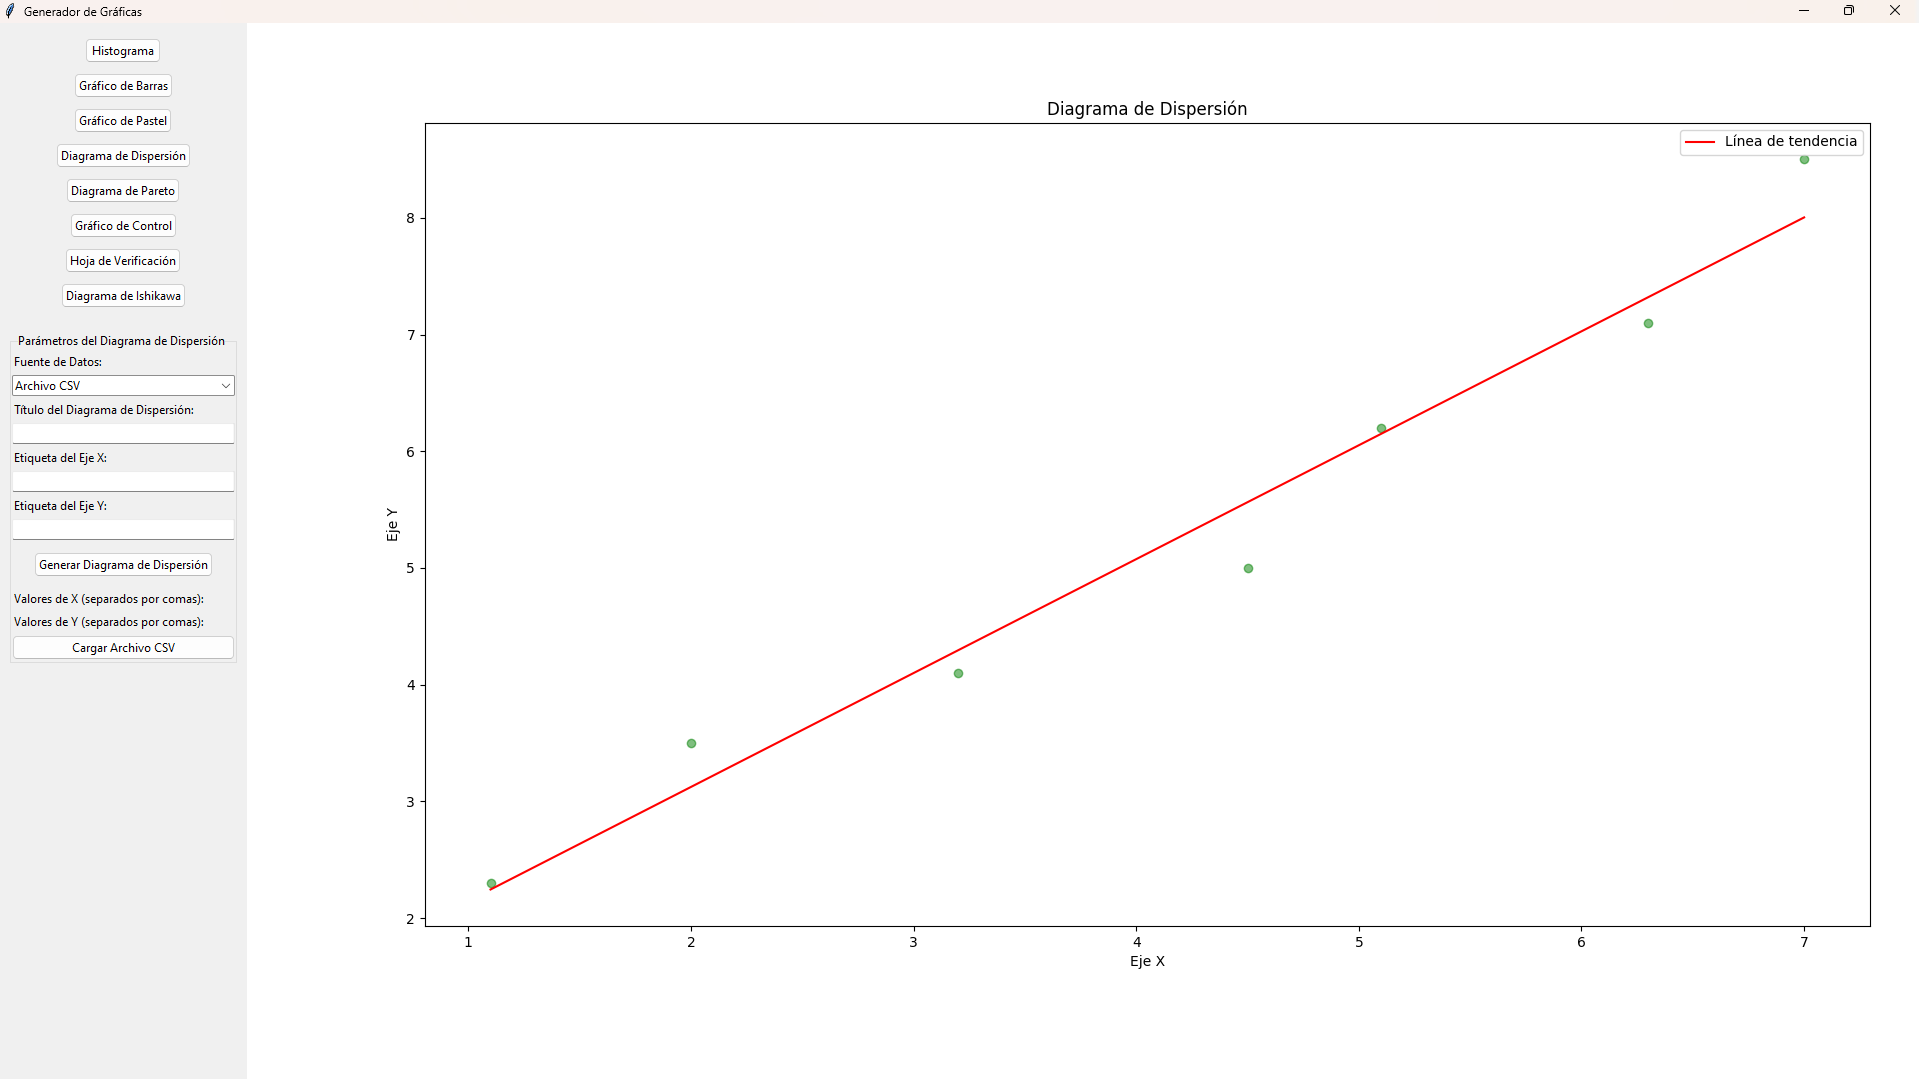 Generador de Gráficas
Histograma
Gráfico de Barras
Gráfico de Pastel
Diagrama de Dispersión
Diagrama de Pareto
Gráfico de Control
Hoja de Verificación
Diagrama de Ishikawa
Parámetros del Diagrama de Dispersión
Fuente de Datos:
Archivo CSV
Título del Diagrama de Dispersión:
Etiqueta del Eje X:
Etiqueta del Eje Y:
Generar Diagrama de Dispersión
Valores de X (separados por comas):
Valores de Y (separados por comas):
Cargar Archivo CSV
Diagrama de Dispersión
Línea de tendencia
8
7
6
5
4
3
2
Eje Y
1 2 3 4 5 6 7
Eje X